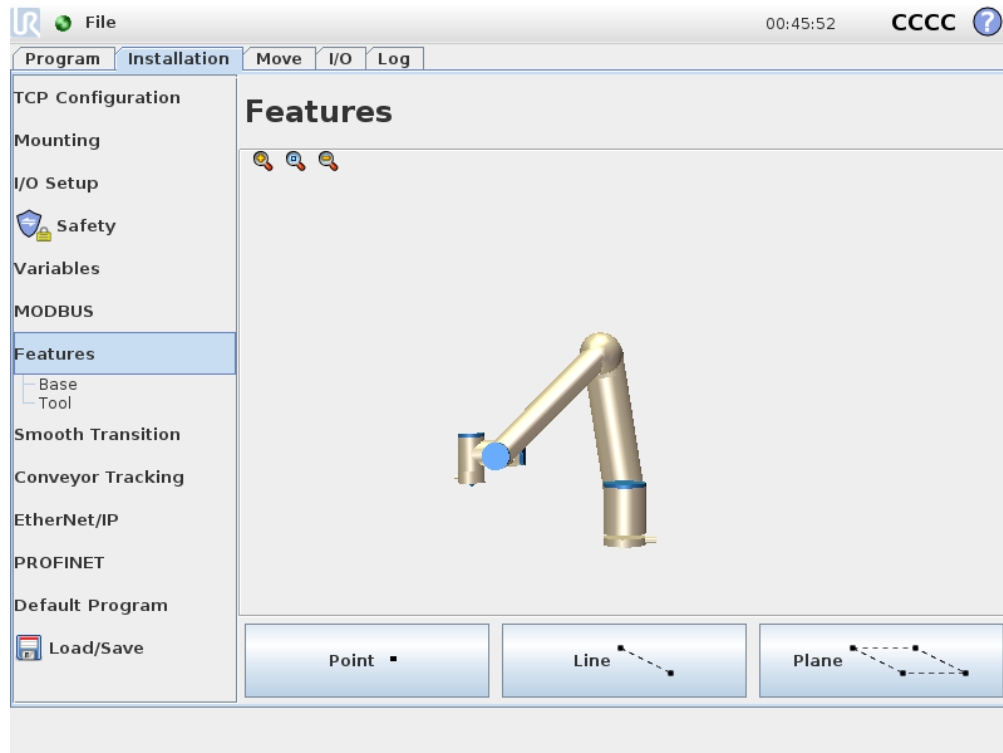 UR File 00:45:52 CCCC ?
Program Installation Move I/O Log
TCP Configuration
Mounting
I/O Setup
Safety
Variables
MODBUS
Features
Base
Tool
Smooth Transition
Conveyor Tracking
EtherNet/IP
PROFINET
Default Program
Load/Save
Features
Point
Line
Plane